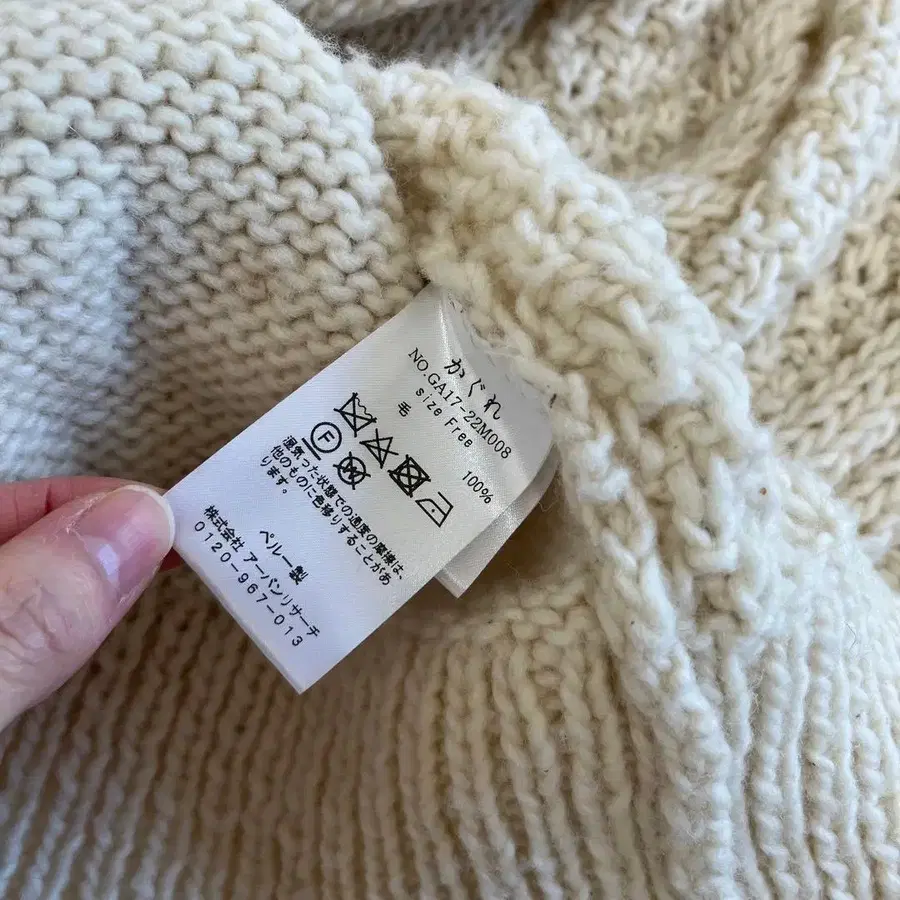 かぐれ
NO.GA17-22M008
size Free
毛 100%
F
湿気った状態での過度の摩擦は、
他のものに色移りすることがあ
ります。
ペルー製
株式会社 アーバンリサーチ
0120-967-013